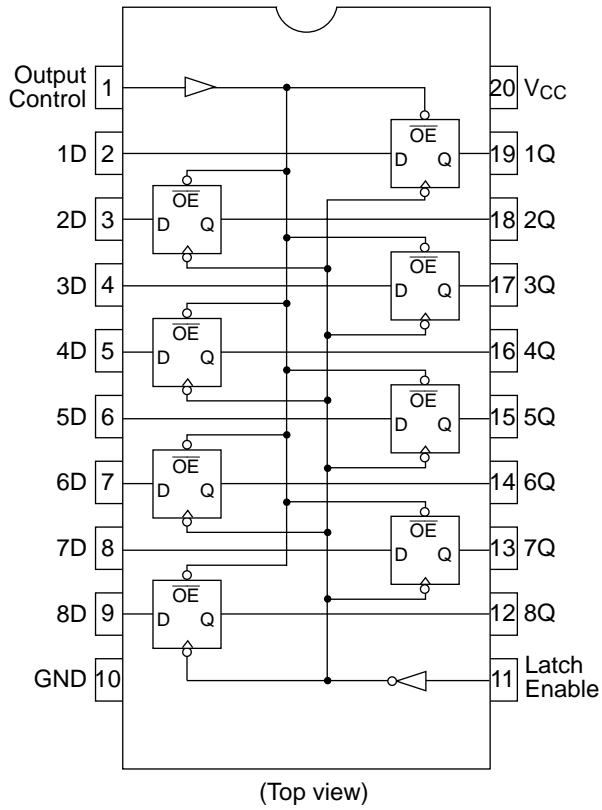 Output
Control 1
20 VCC
OE
1D 2
D Q
19 1Q
OE
2D 3
D Q
18 2Q
OE
3D 4
D Q
17 3Q
OE
4D 5
D Q
16 4Q
OE
5D 6
D Q
15 5Q
OE
6D 7
D Q
14 6Q
OE
7D 8
D Q
13 7Q
OE
8D 9
D Q
12 8Q
GND 10
11 Latch
Enable
(Top view)